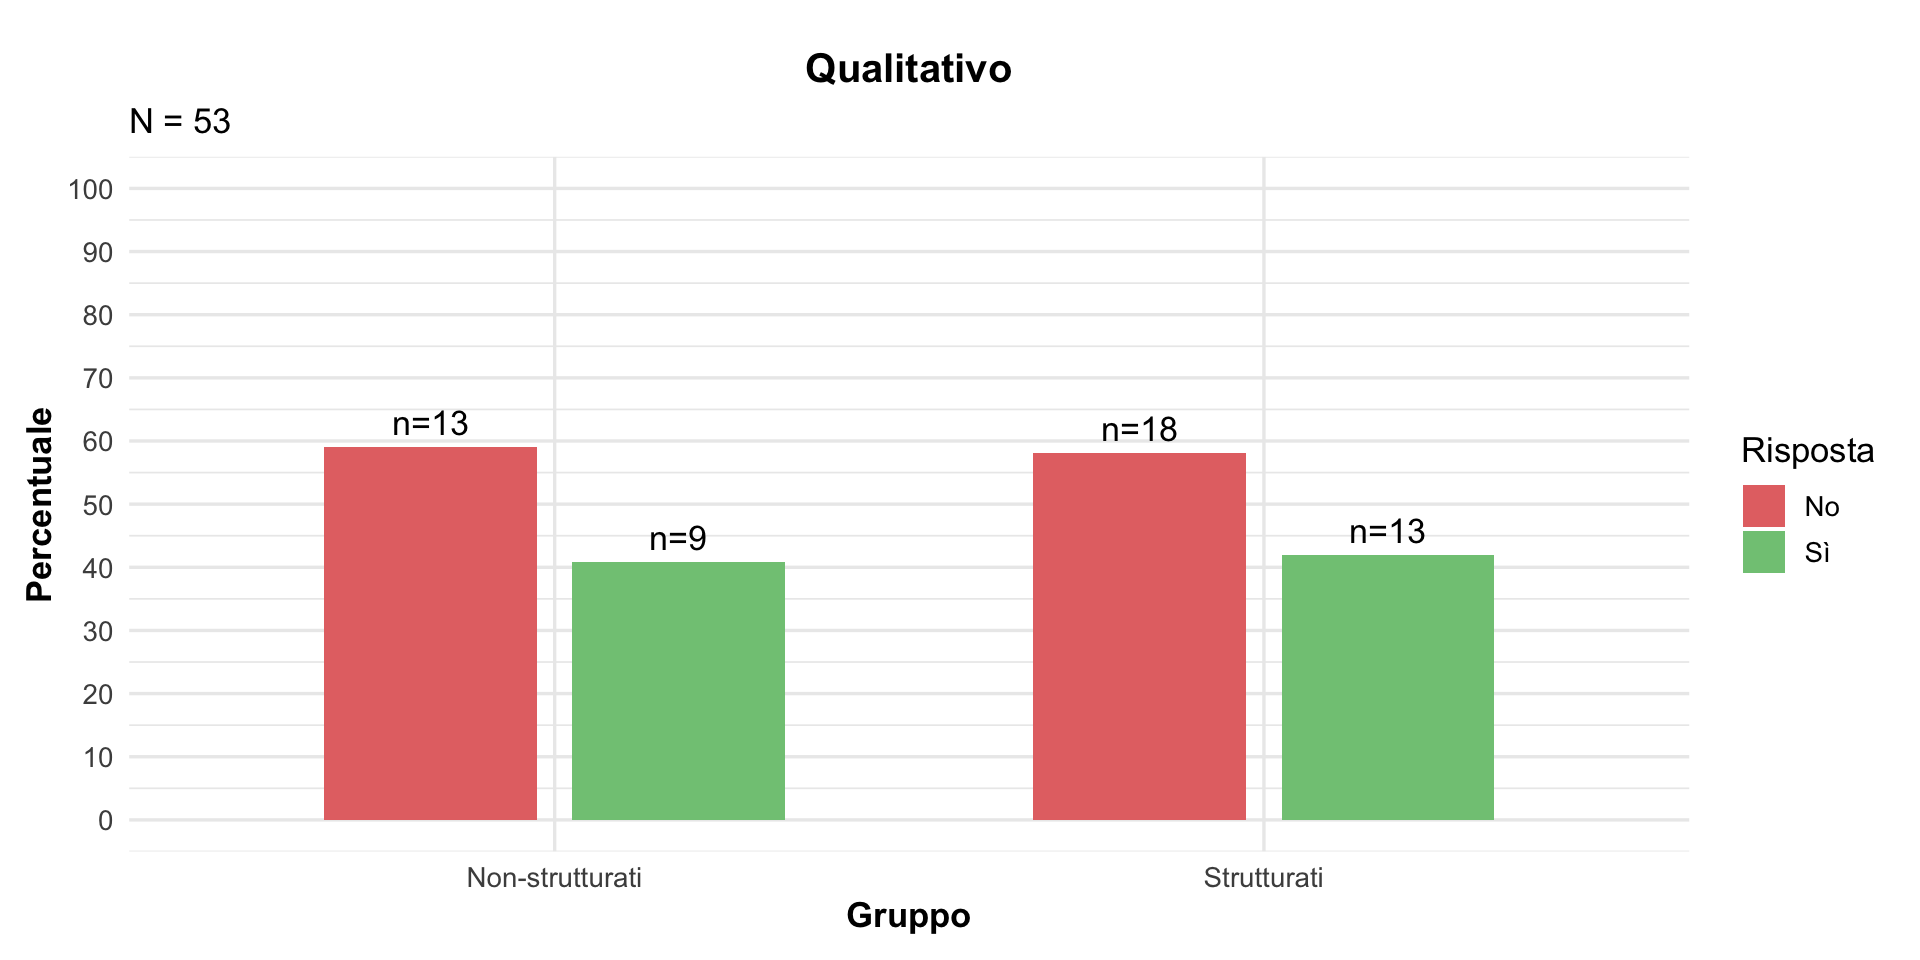 Qualitativo
N = 53
Percentuale
100
90
80
70
60
50
40
30
20
10
0
n=13
n=9
n=18
n=13
Non-strutturati
Strutturati
Gruppo
Risposta
No
Sì